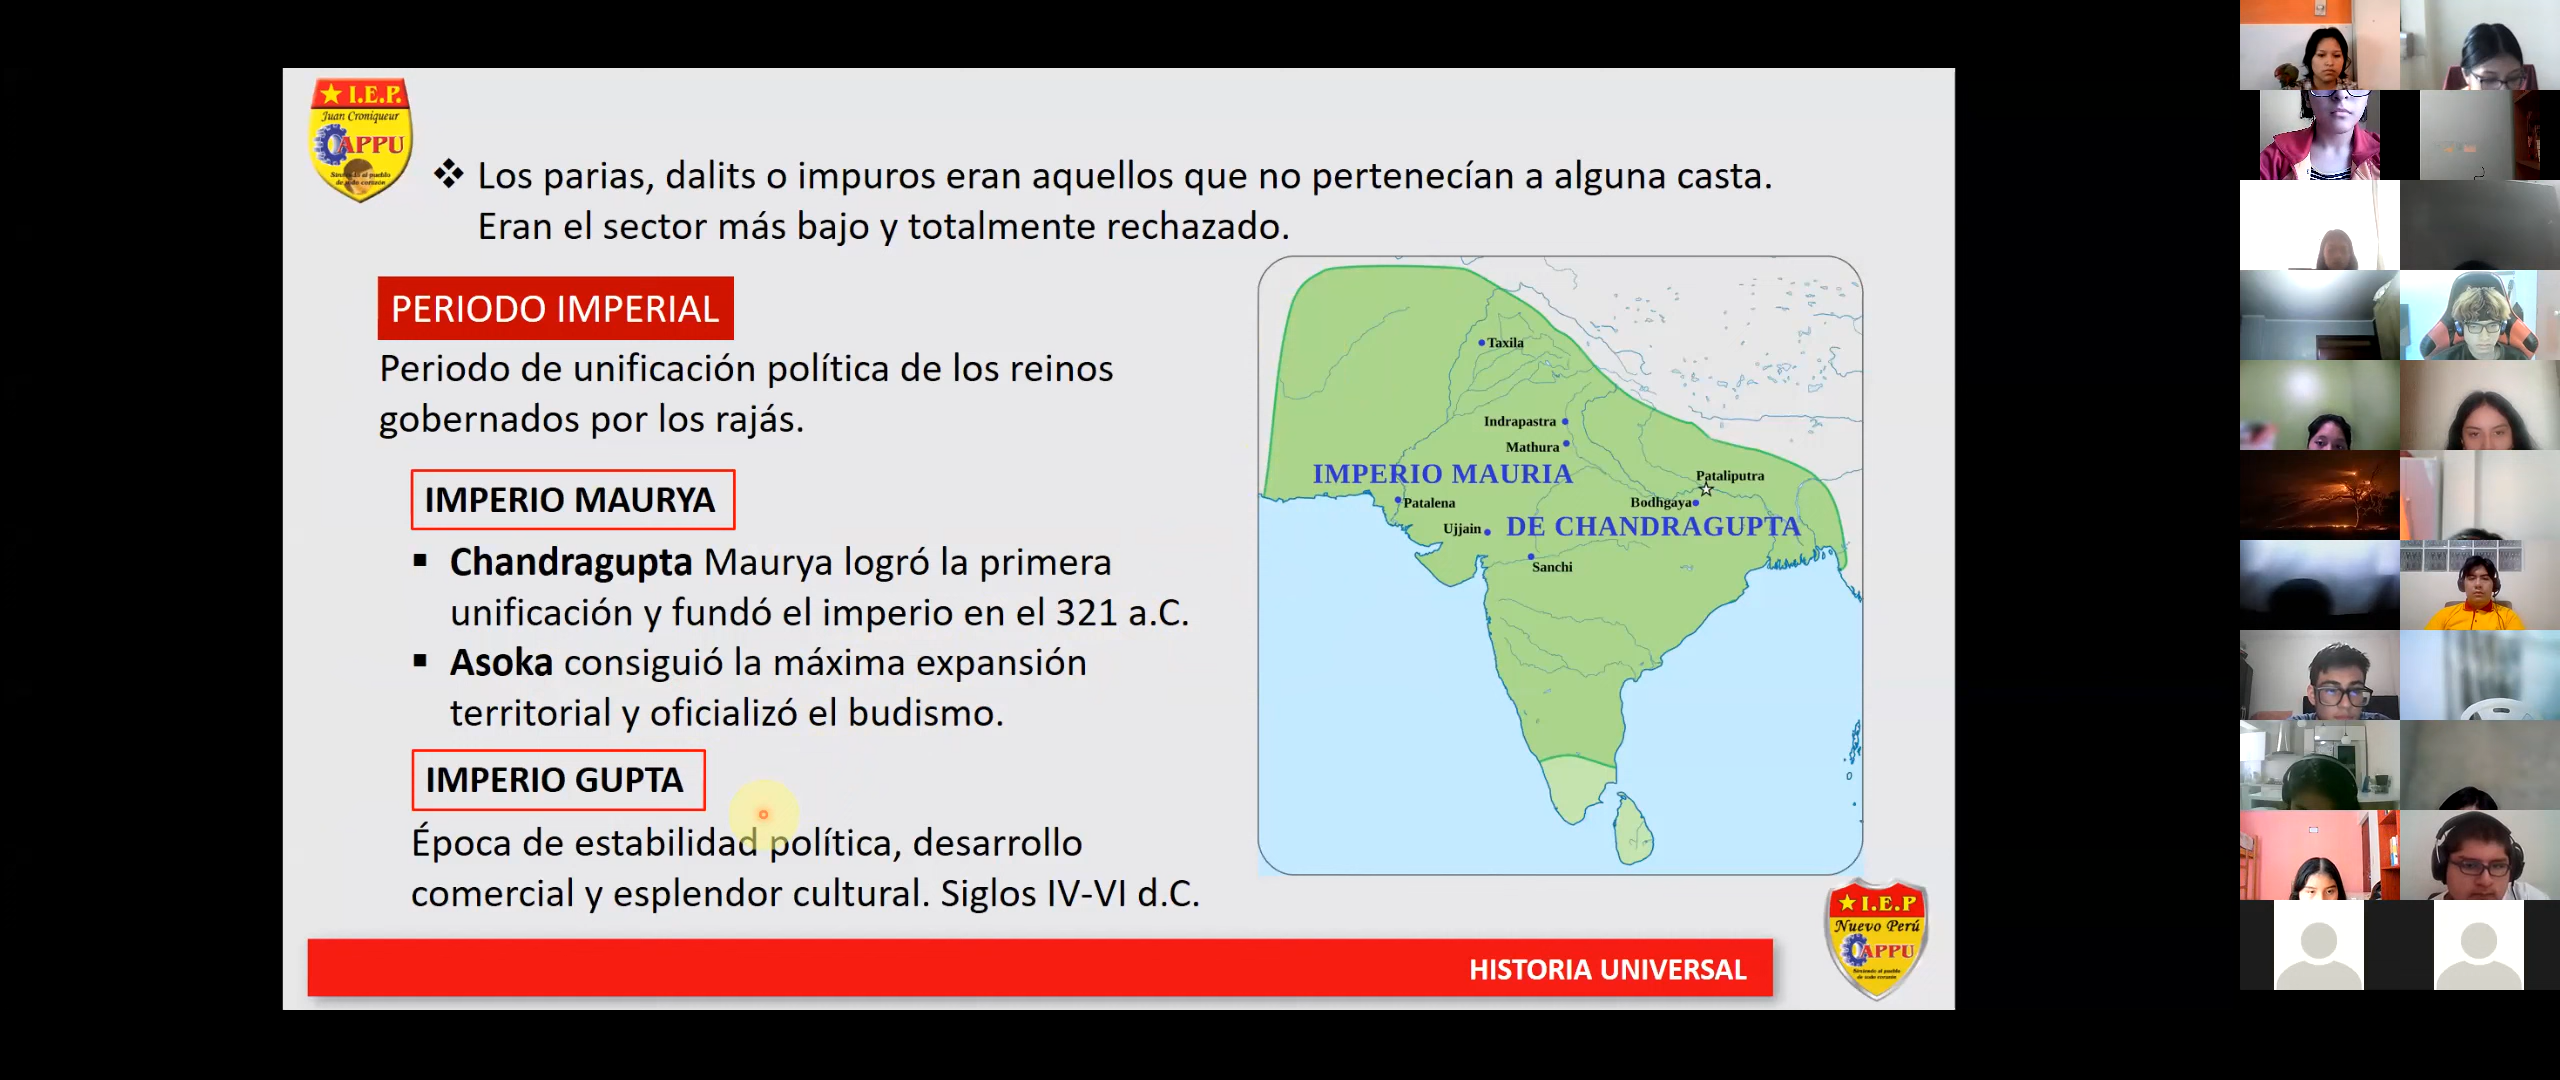 I.E.P.
Juan Croniqueur
CAPPU
❖ Los parias, dalits o impuros eran aquellos que no pertenecían a alguna casta.
Eran el sector más bajo y totalmente rechazado.
PERIODO IMPERIAL
Periodo de unificación política de los reinos
gobernados por los rajás.
IMPERIO MAURYA
▪ Chandragupta Maurya logró la primera
unificación y fundó el imperio en el 321 a.C.
▪ Asoka consiguió la máxima expansión
territorial y oficializó el budismo.
IMPERIO GUPTA
Época de estabilidad política, desarrollo
comercial y esplendor cultural. Siglos IV-VI d.C.
Taxila
Indrapastra
Mathura
IMPERIO MAURIA
Pataliputra
Patalena
Bodhgaya
Ujjain
DE CHANDRAGUPTA
Sanchi
HISTORIA UNIVERSAL
I.E.P
Nuevo Perú
CAPPU